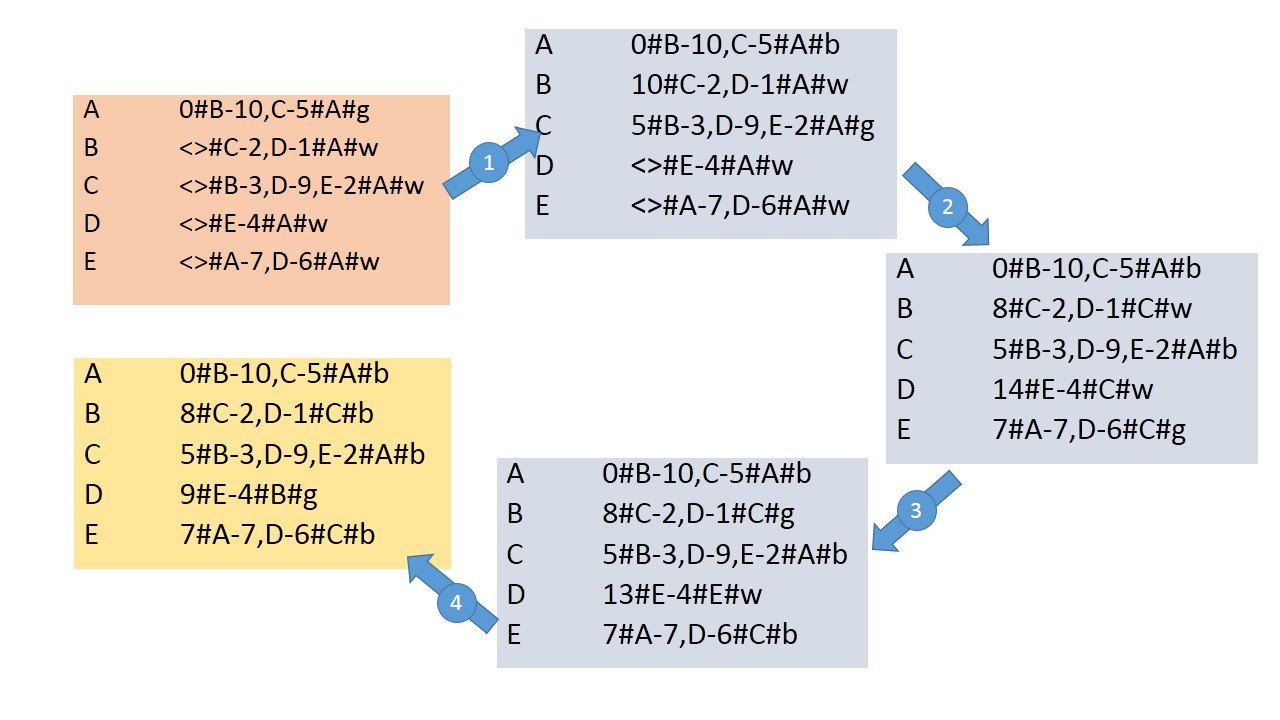 A 0#B-10,C-5#A#g
B <>#C-2,D-1#A#w
C <>#B-3,D-9,E-2#A#w
D <>#E-4#A#w
E <>#A-7,D-6#A#w
1
A 0#B-10,C-5#A#b
B 10#C-2,D-1#A#w
C 5#B-3,D-9,E-2#A#g
D <>#E-4#A#w
E <>#A-7,D-6#A#w
2
A 0#B-10,C-5#A#b
B 8#C-2,D-1#C#w
C 5#B-3,D-9,E-2#A#b
D 14#E-4#C#w
E 7#A-7,D-6#C#g
3
A 0#B-10,C-5#A#b
B 8#C-2,D-1#C#g
C 5#B-3,D-9,E-2#A#b
D 13#E-4#E#w
E 7#A-7,D-6#C#b
4
A 0#B-10,C-5#A#b
B 8#C-2,D-1#C#b
C 5#B-3,D-9,E-2#A#b
D 9#E-4#B#g
E 7#A-7,D-6#C#b